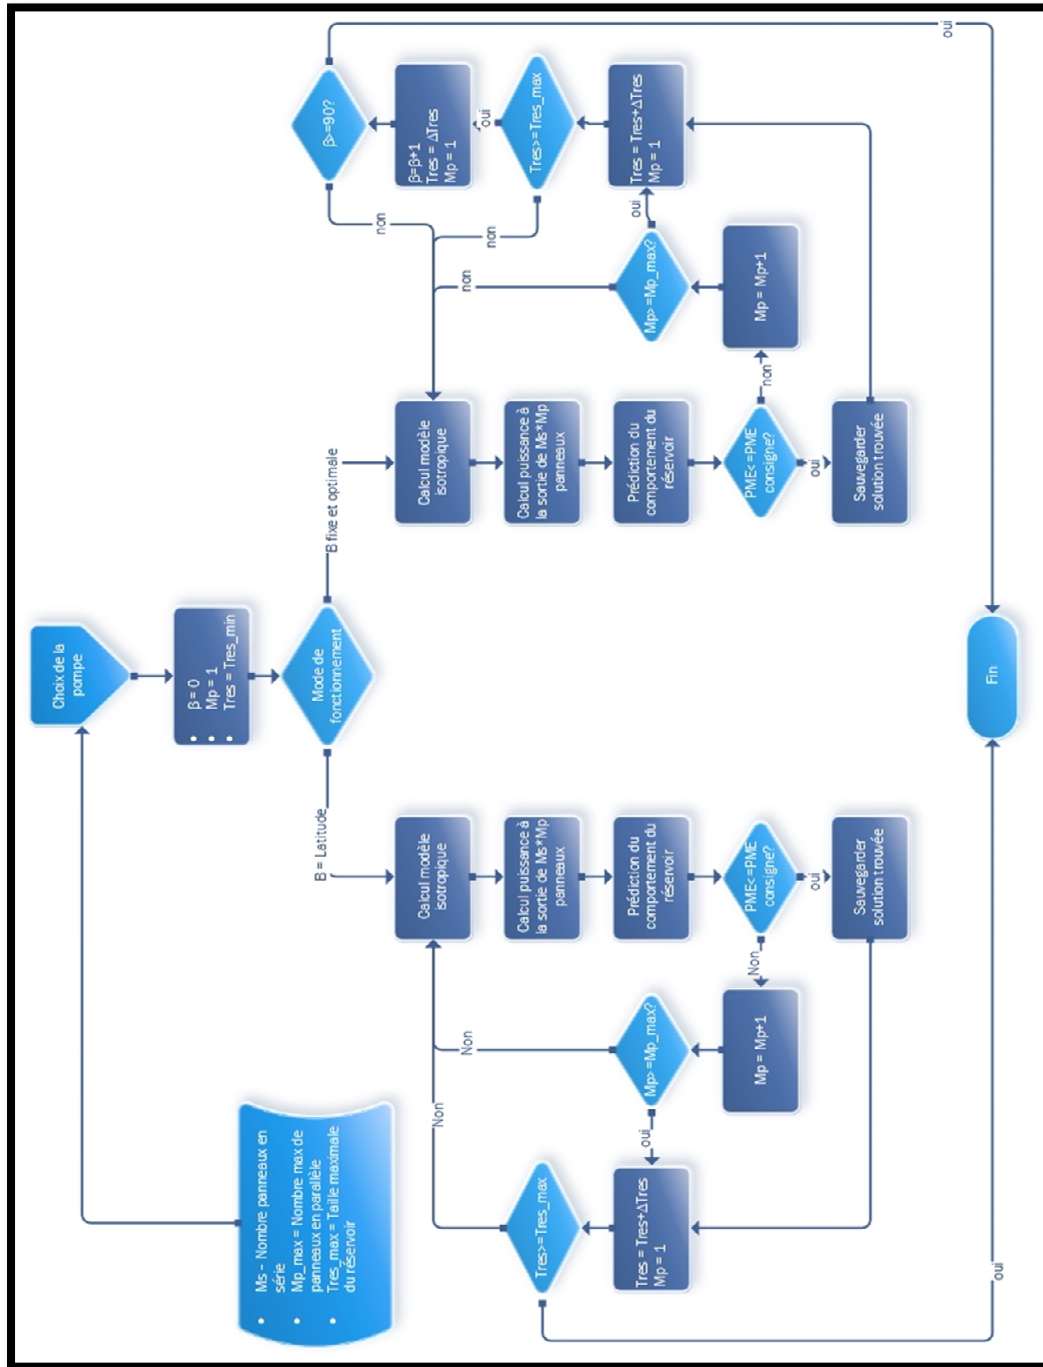 Choix de la
pompe
• Ms – Nombre panneaux en
série
• Mp_max = Nombre max de
panneaux en parallèle
• Tres_max = Taille maximale
du réservoir
• β = 0
• Mp = 1
• Tres = Tres_min
Mode de
fonctionnement
B = Latitude
B fixe et optimale
Calcul modèle
isotropique
Calcul puissance à
la sortie de Ms*Mp
panneaux
Prédiction du
comportement du
réservoir
PME<=PME
consigne?
oui
Sauvegarder
solution trouvée
Non
Mp = Mp+1
Mp>=Mp_max?
Non
oui
Tres = Tres+ΔTres
Mp = 1
Tres>=Tres_max
Non
oui
Calcul modèle
isotropique
Calcul puissance à
la sortie de Ms*Mp
panneaux
Prédiction du
comportement du
réservoir
PME<=PME
consigne?
oui
Sauvegarder
solution trouvée
non
Mp = Mp+1
Mp>=Mp_max?
non
oui
Tres = Tres+ΔTres
Mp = 1
Tres>=Tres_max
non
oui
β=β+1
Tres = ΔTres
Mp = 1
β>=90?
non
oui
Fin